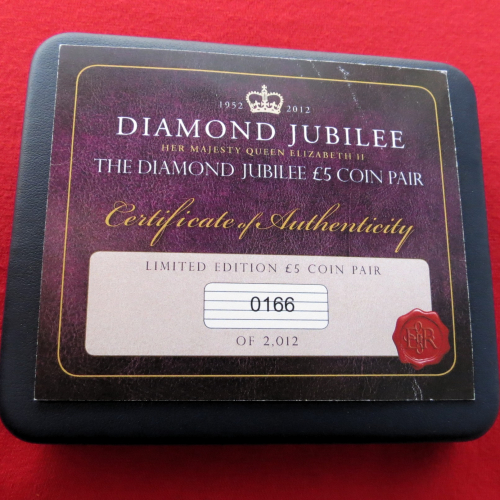 1952 2012
DIAMOND JUBILEE
HER MAJESTY QUEEN ELIZABETH II
THE DIAMOND JUBILEE £5 COIN PAIR
Certificate of Authenticity
LIMITED EDITION £5 COIN PAIR
0166
OF 2,012